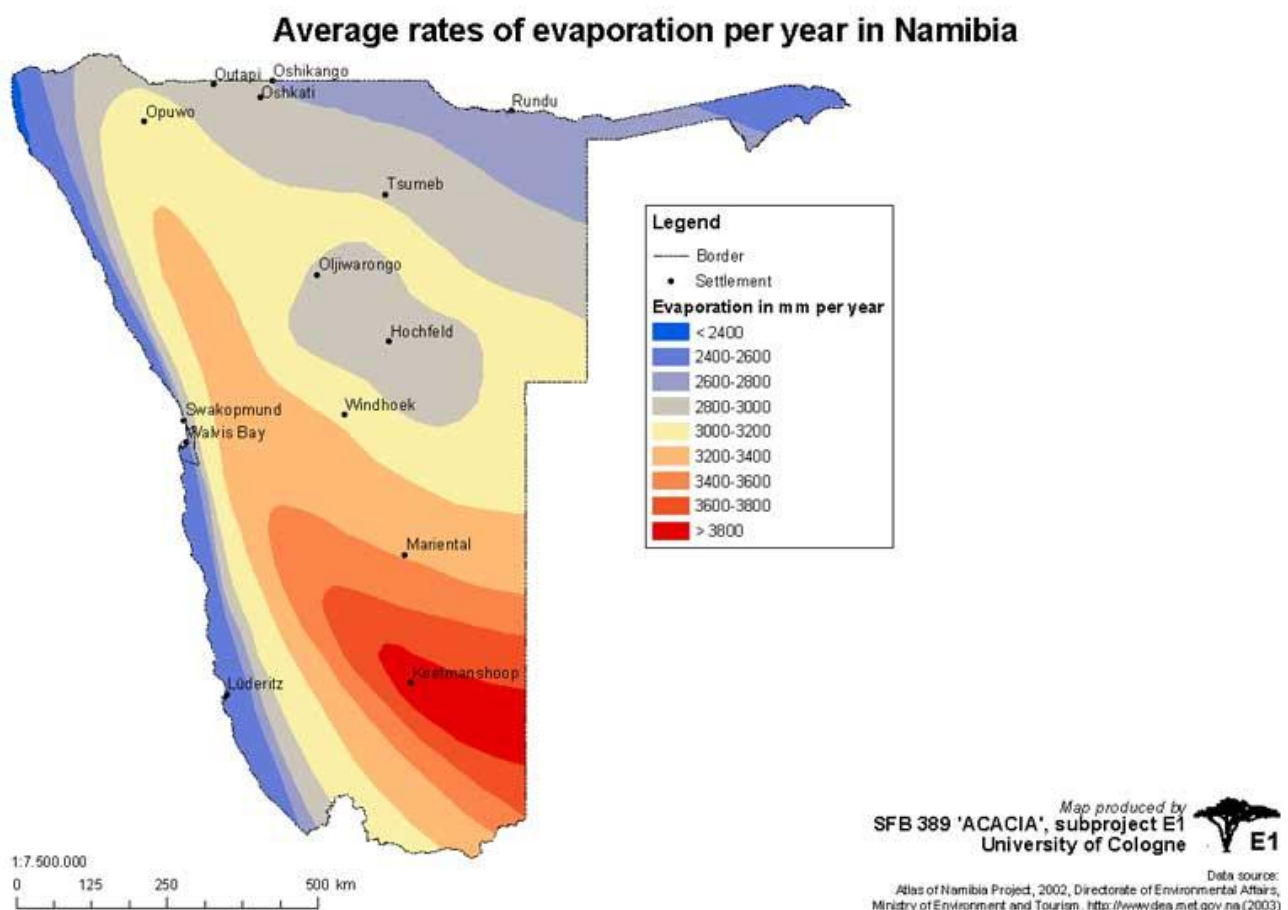 Average rates of evaporation per year in Namibia
Outapi
Oshikango
Oshkati
Opuwo
Rundu
Tsumeb
Oljiwarongo
Hochfeld
Windhoek
Swakopmund
Walvis Bay
Mariental
Keetmanshoop
Lüderitz
Legend
Border
Settlement
Evaporation in mm per year
< 2400
2400-2600
2600-2800
2800-3000
3000-3200
3200-3400
3400-3600
3600-3800
> 3800
1:7.500.000
0 125 250 500 km
Map produced by
SFB 389 'ACACIA', subproject E1
University of Cologne
E1
Data source:
Atlas of Namibia Project, 2002, Directorate of Environmental Affairs,
Ministry of Environment and Tourism, http://www.dea.met.gov.na (2003)